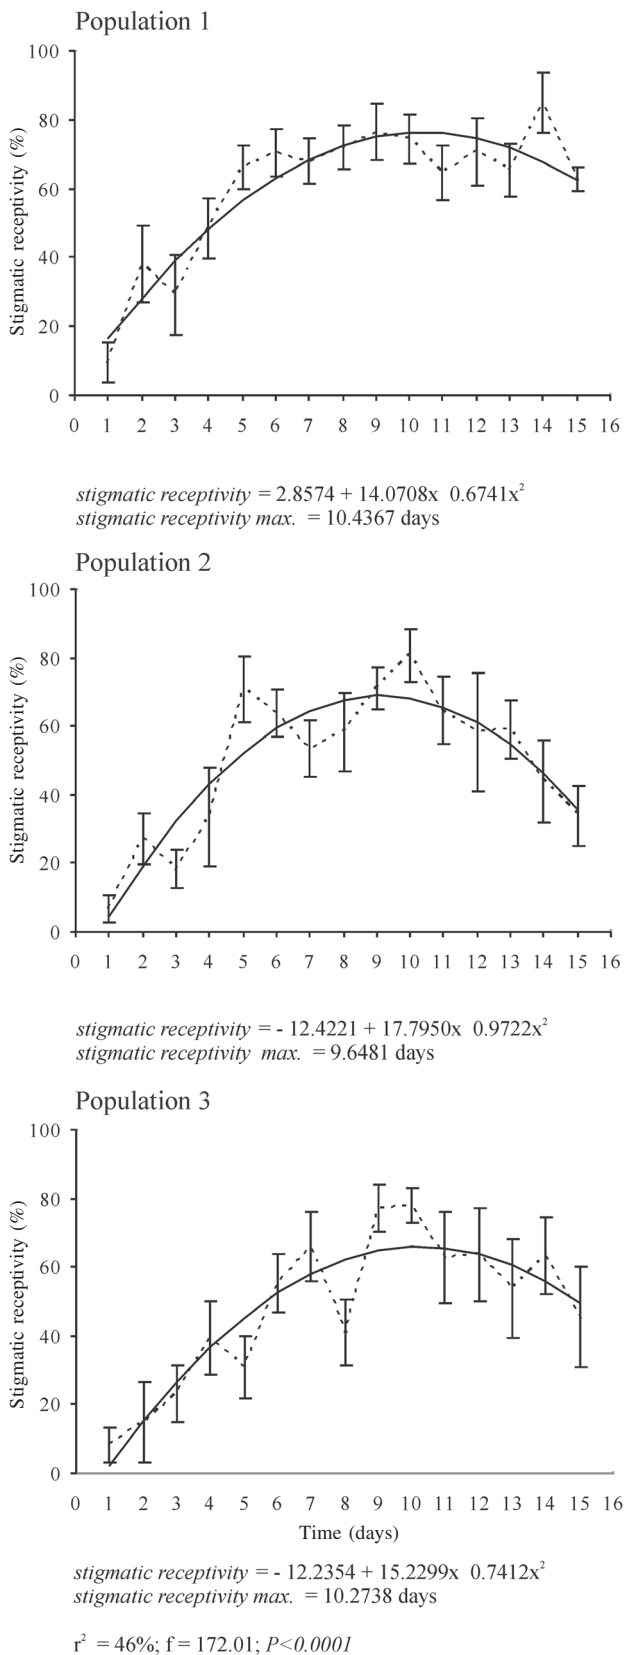 Population 1
Stigmatic receptivity (%)
100
80
60
40
20
0
0 1 2 3 4 5 6 7 8 9 10 11 12 13 14 15 16
stigmatic receptivity = 2.8574 + 14.0708x 0.6741x²
stigmatic receptivity max. = 10.4367 days
Population 2
Stigmatic receptivity (%)
100
80
60
40
20
0
0 1 2 3 4 5 6 7 8 9 10 11 12 13 14 15 16
stigmatic receptivity = - 12.4221 + 17.7950x 0.9722x²
stigmatic receptivity max. = 9.6481 days
Population 3
Stigmatic receptivity (%)
100
80
60
40
20
0
0 1 2 3 4 5 6 7 8 9 10 11 12 13 14 15 16
Time (days)
stigmatic receptivity = - 12.2354 + 15.2299x 0.7412x²
stigmatic receptivity max. = 10.2738 days
r² = 46%; f = 172.01; P<0.0001